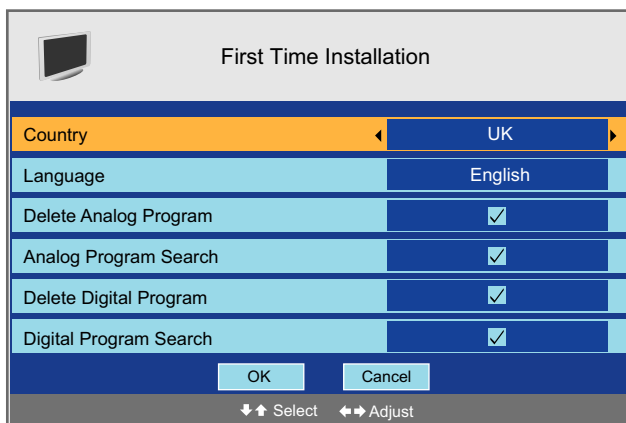 First Time Installation
Country UK
Language English
Delete Analog Program
Analog Program Search
Delete Digital Program
Digital Program Search
OK Cancel
Select Adjust